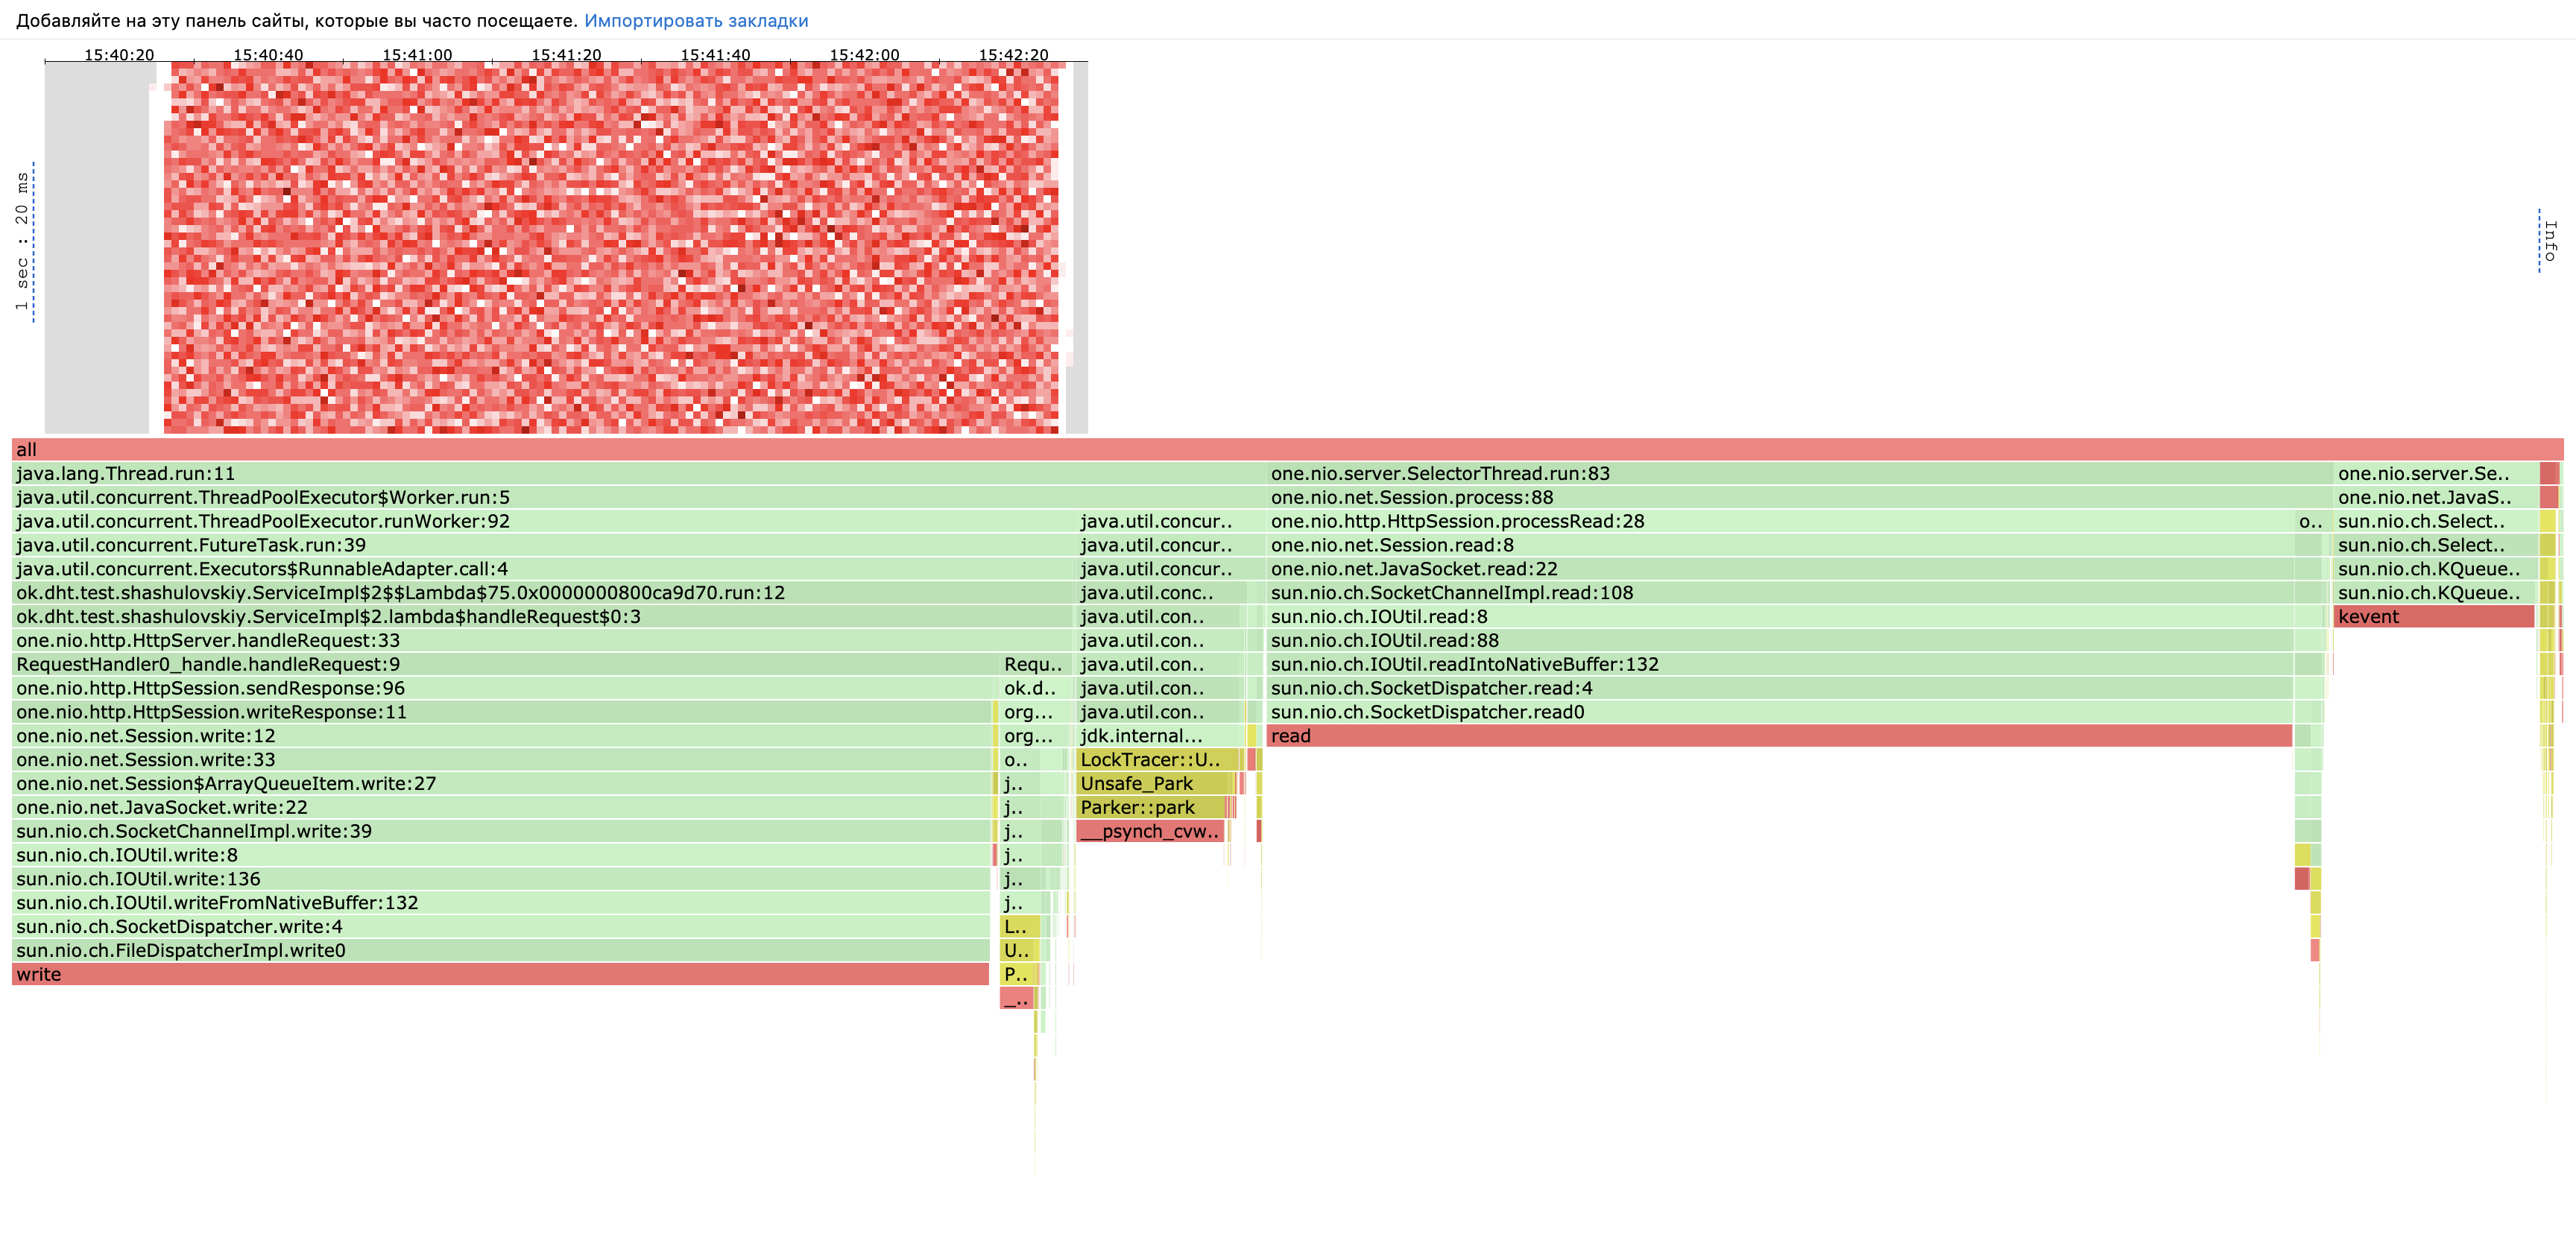 Добавляйте на эту панель сайты, которые вы часто посещаете. Импортировать закладки
15:40:20 15:40:40 15:41:00 15:41:20 15:41:40 15:42:00 15:42:20
1 sec : 20 ms
Info
all
java.lang.Thread.run:11 one.nio.server.SelectorThread.run:83 one.nio.server.Se..
java.util.concurrent.ThreadPoolExecutor$Worker.run:5 one.nio.net.Session.process:88 one.nio.net.JavaS..
java.util.concurrent.ThreadPoolExecutor.runWorker:92 java.util.concur.. one.nio.http.HttpSession.processRead:28 o.. sun.nio.ch.Select..
java.util.concurrent.FutureTask.run:39 java.util.concur.. one.nio.net.Session.read:8 sun.nio.ch.Select..
java.util.concurrent.Executors$RunnableAdapter.call:4 java.util.concur.. one.nio.net.JavaSocket.read:22 sun.nio.ch.KQueue..
ok.dht.test.shashulovskiy.ServiceImpl$2$$Lambda$75.0x0000000800ca9d70.run:12 java.util.conc.. sun.nio.ch.SocketChannelImpl.read:108 sun.nio.ch.KQueue..
ok.dht.test.shashulovskiy.ServiceImpl$2.lambda$handleRequest$0:3 java.util.con.. sun.nio.ch.IOUtil.read:8 kevent
one.nio.http.HttpServer.handleRequest:33 java.util.con.. sun.nio.ch.IOUtil.read:88
RequestHandler0_handle.handleRequest:9 Requ.. java.util.con.. sun.nio.ch.IOUtil.readIntoNativeBuffer:132
one.nio.http.HttpSession.sendResponse:96 ok.d.. java.util.con.. sun.nio.ch.SocketDispatcher.read:4
one.nio.http.HttpSession.writeResponse:11 org... java.util.con.. sun.nio.ch.SocketDispatcher.read0
one.nio.net.Session.write:12 org... jdk.internal... read
one.nio.net.Session.write:33 o.. LockTracer::U..
one.nio.net.Session$ArrayQueueItem.write:27 j.. Unsafe_Park
one.nio.net.JavaSocket.write:22 j.. Parker::park
sun.nio.ch.SocketChannelImpl.write:39 j.. __psynch_cvw..
sun.nio.ch.IOUtil.write:8 j..
sun.nio.ch.IOUtil.write:136 j..
sun.nio.ch.IOUtil.writeFromNativeBuffer:132 j..
sun.nio.ch.SocketDispatcher.write:4 L..
sun.nio.ch.FileDispatcherImpl.write0 U..
write P..
_..